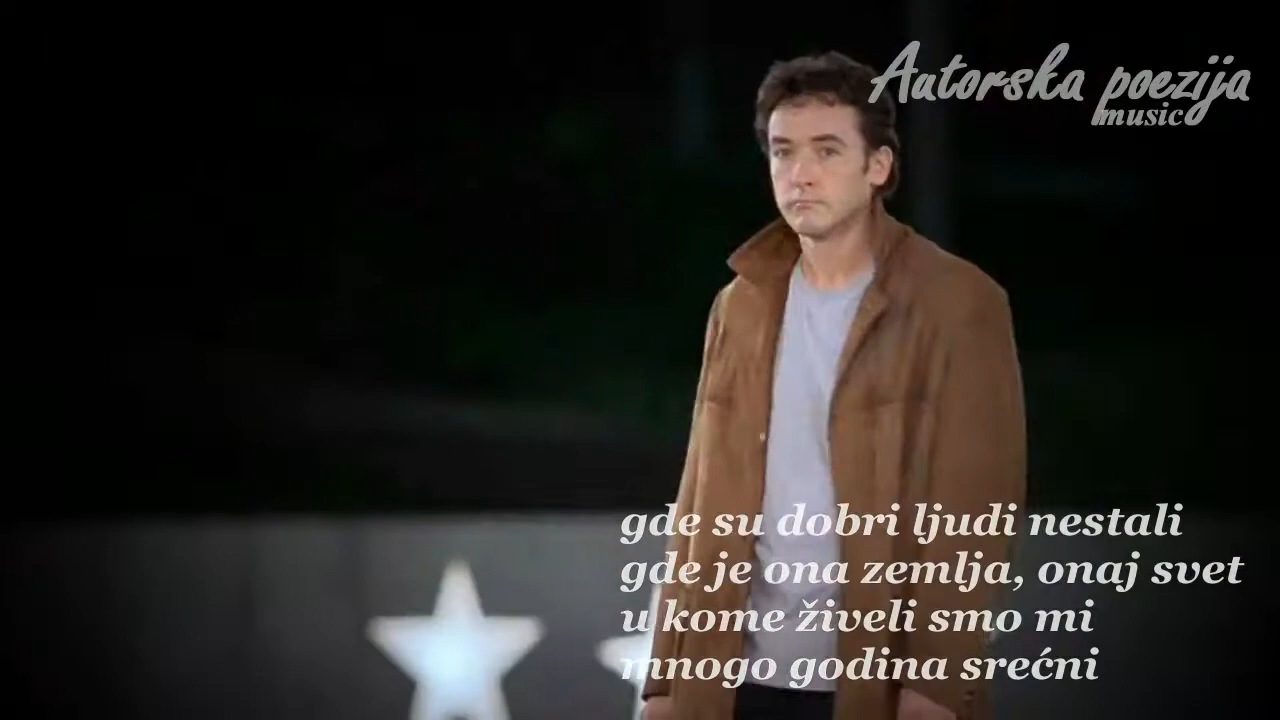 Autorska poezija
music
gde su dobri ljudi nestali
gde je ona zemlja, onaj svet
u kome živeli smo mi
mnogo godina srećni